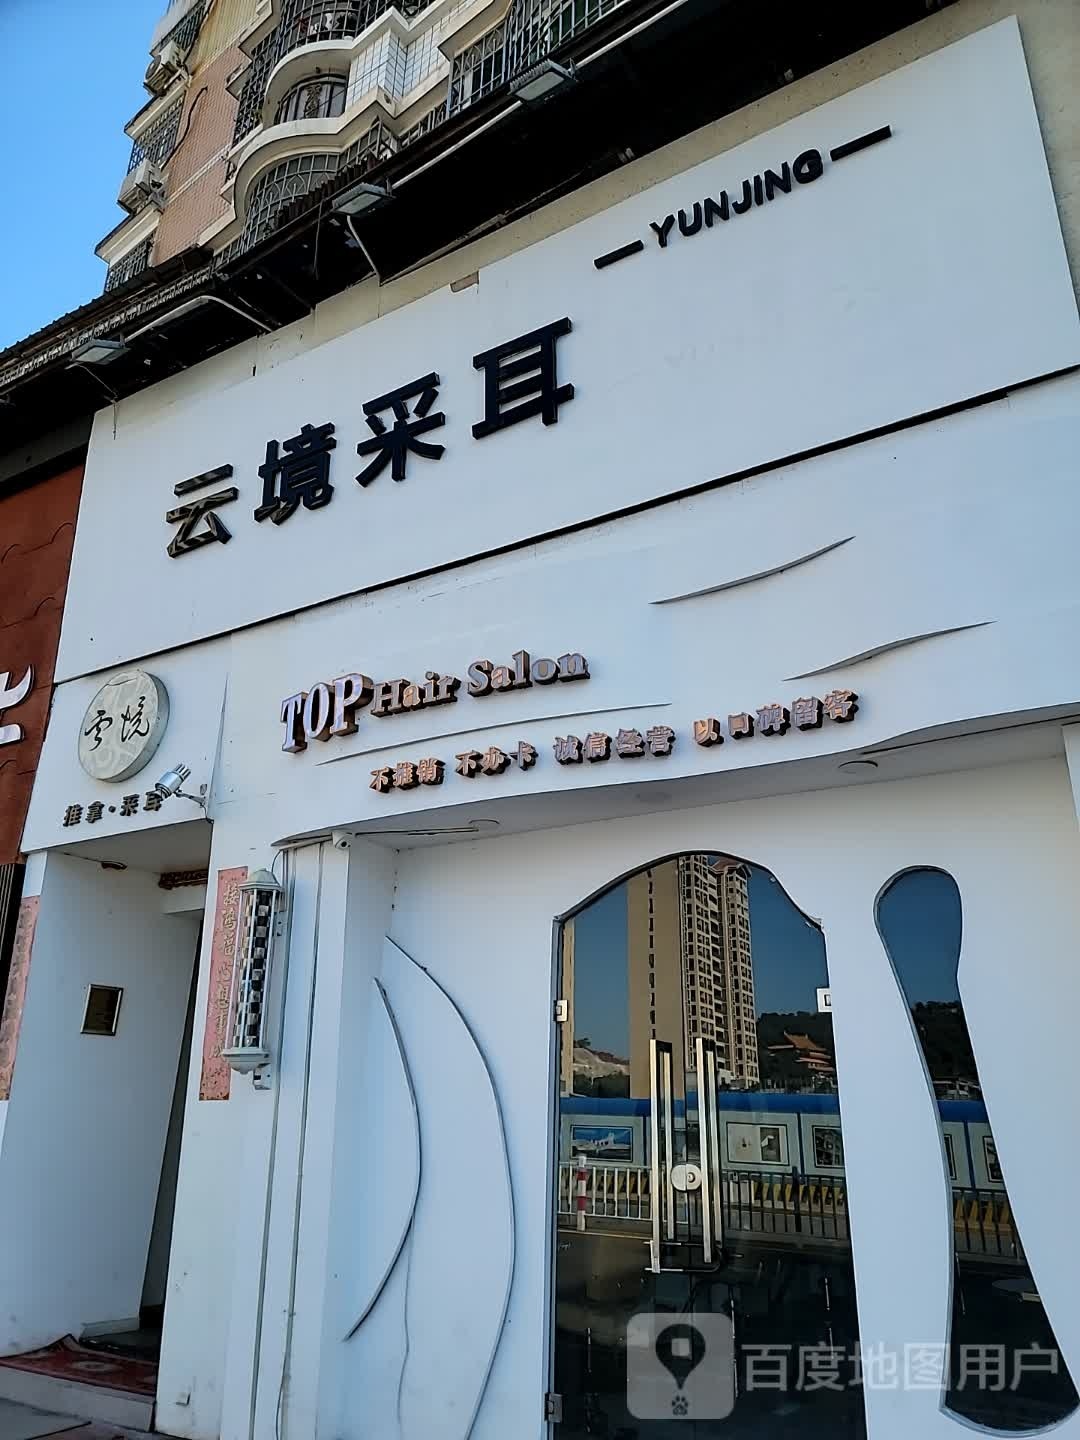 YUNJING
云境采耳
TOP Hair Salon
不推销 不办卡 诚信经营 以口碑留客
雲境
推拿·采耳
百度地图用户